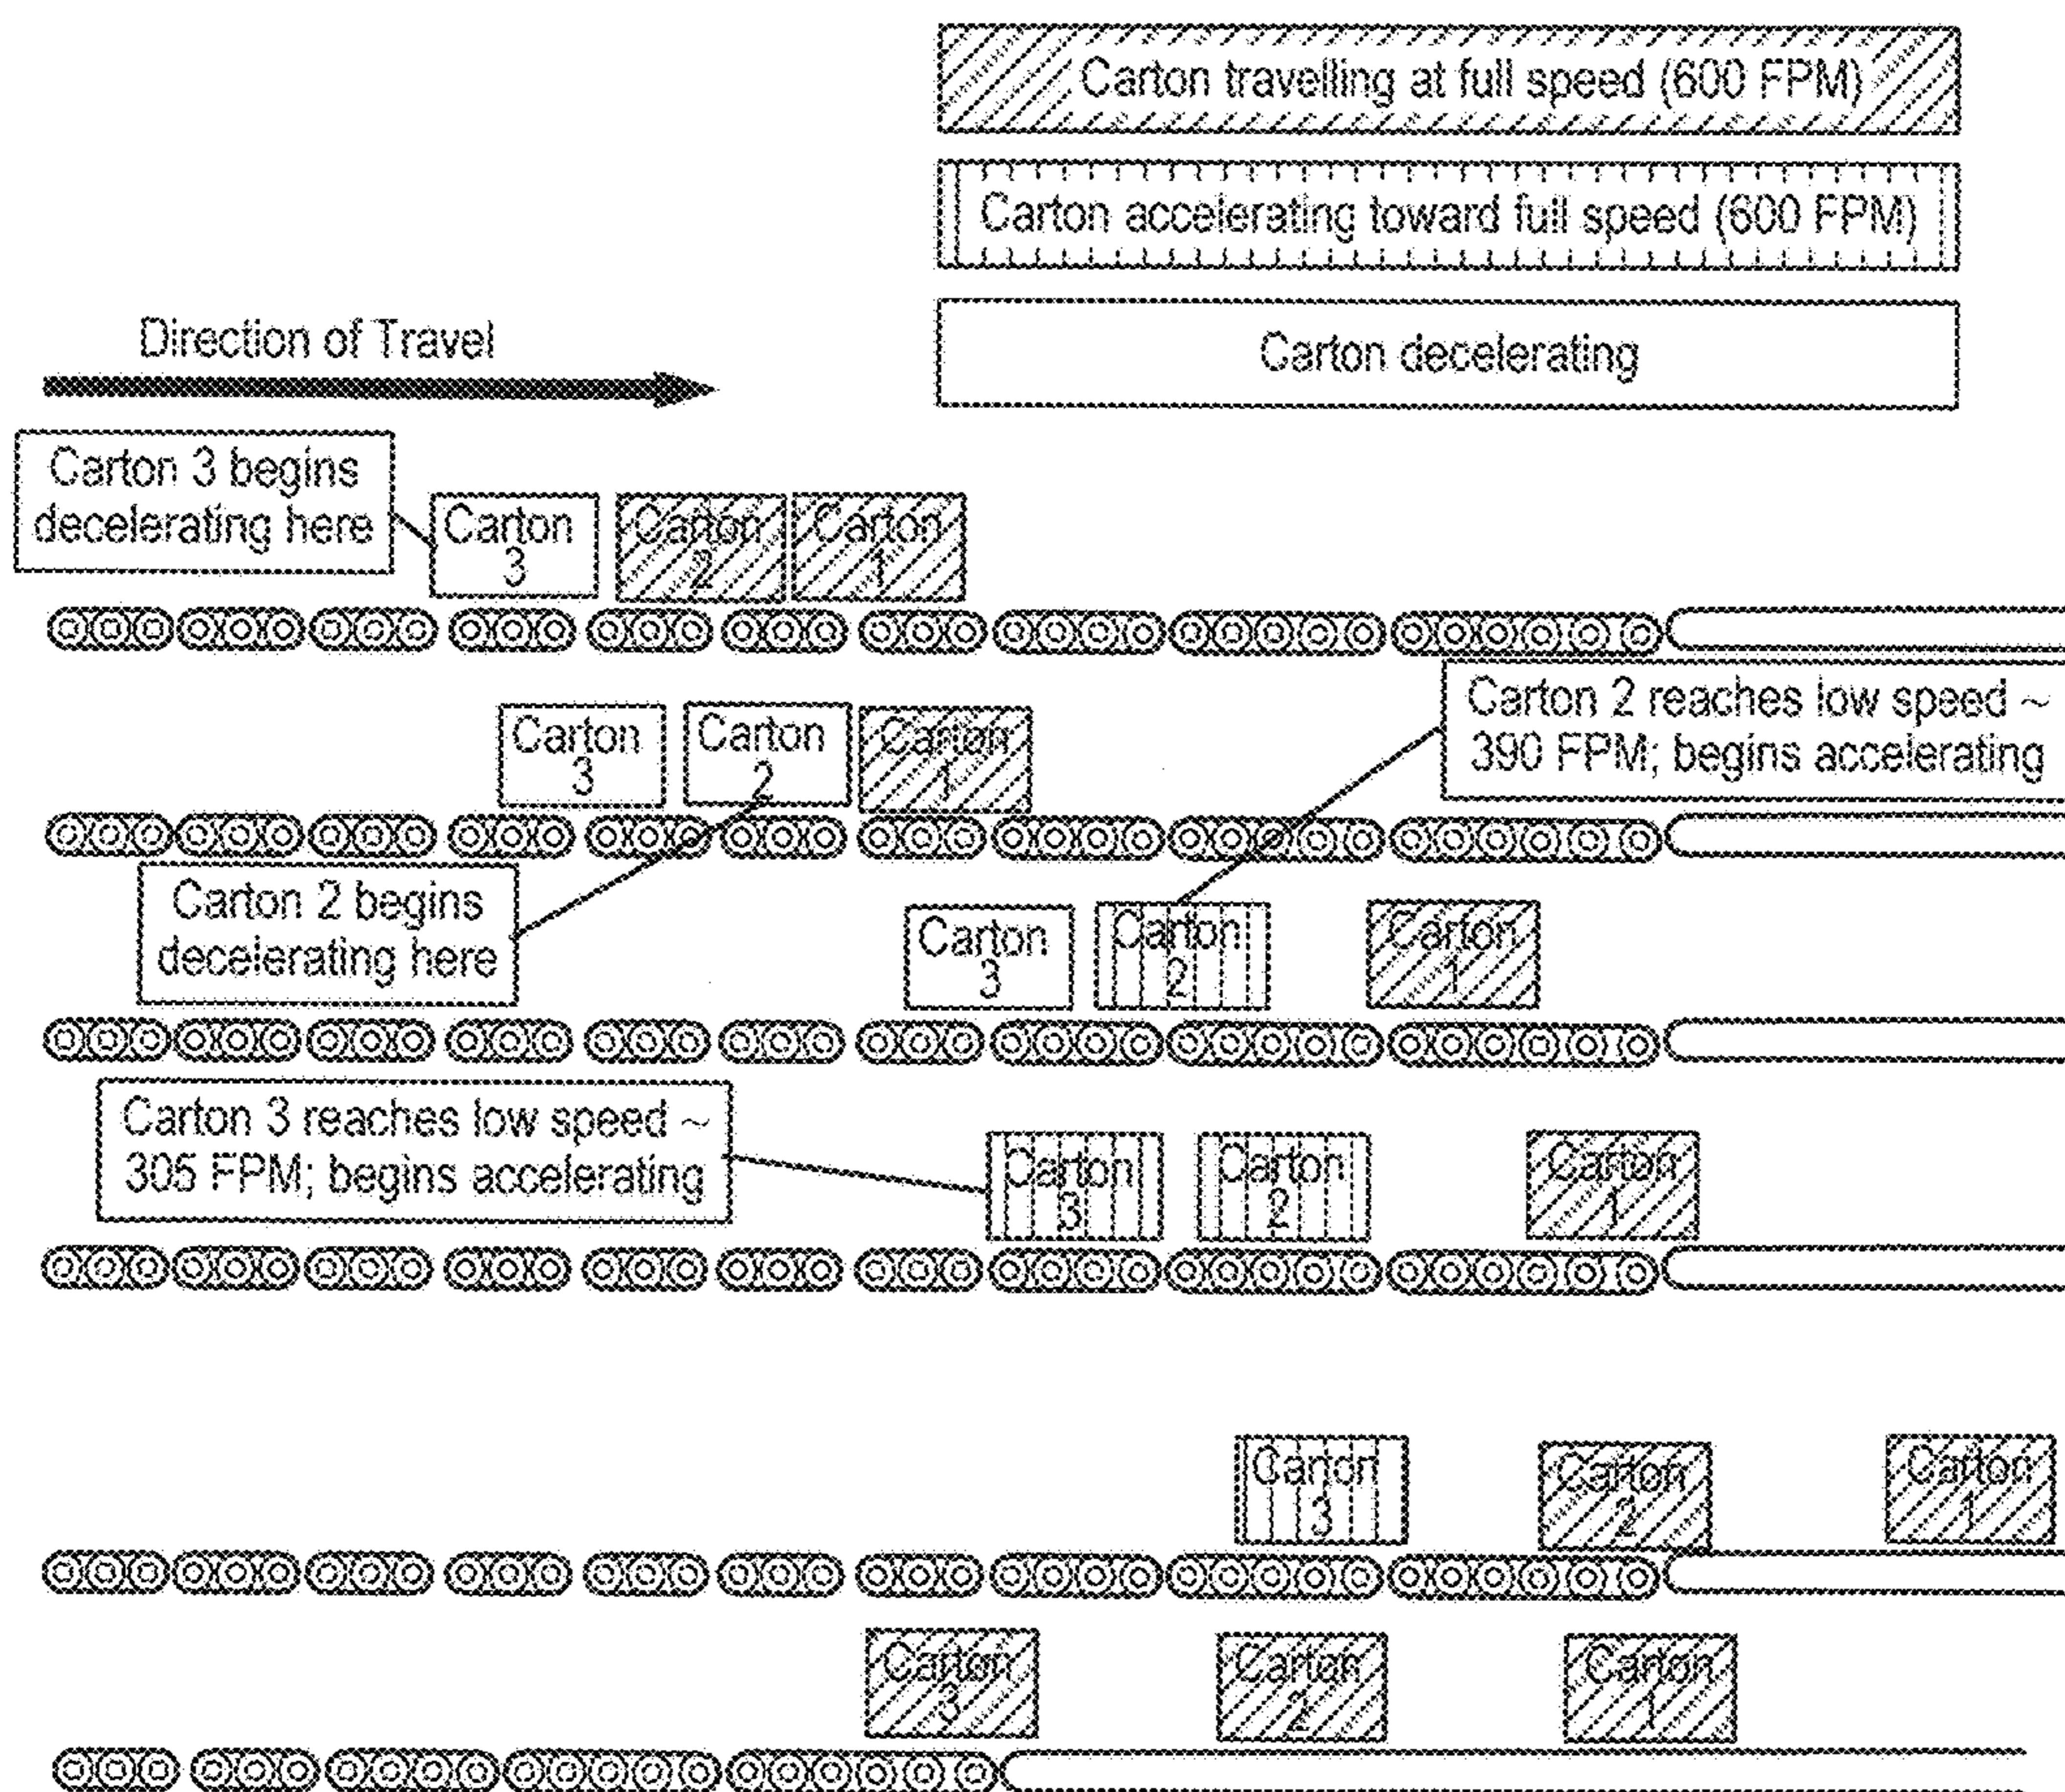 Carton travelling at full speed (600 FPM)
Carton accelerating toward full speed (600 FPM)
Carton decelerating
Direction of Travel
Carton 3 begins
decelerating here
Carton
3
Carton
2
Carton
1
Carton
3
Carton
2
Carton
1
Carton 2 reaches low speed ~
390 FPM; begins accelerating
Carton 2 begins
decelerating here
Carton
3
Carton
2
Carton
1
Carton 3 reaches low speed ~
305 FPM; begins accelerating
Carton
3
Carton
2
Carton
1
Carton
3
Carton
2
Carton
1
Carton
3
Carton
2
Carton
1